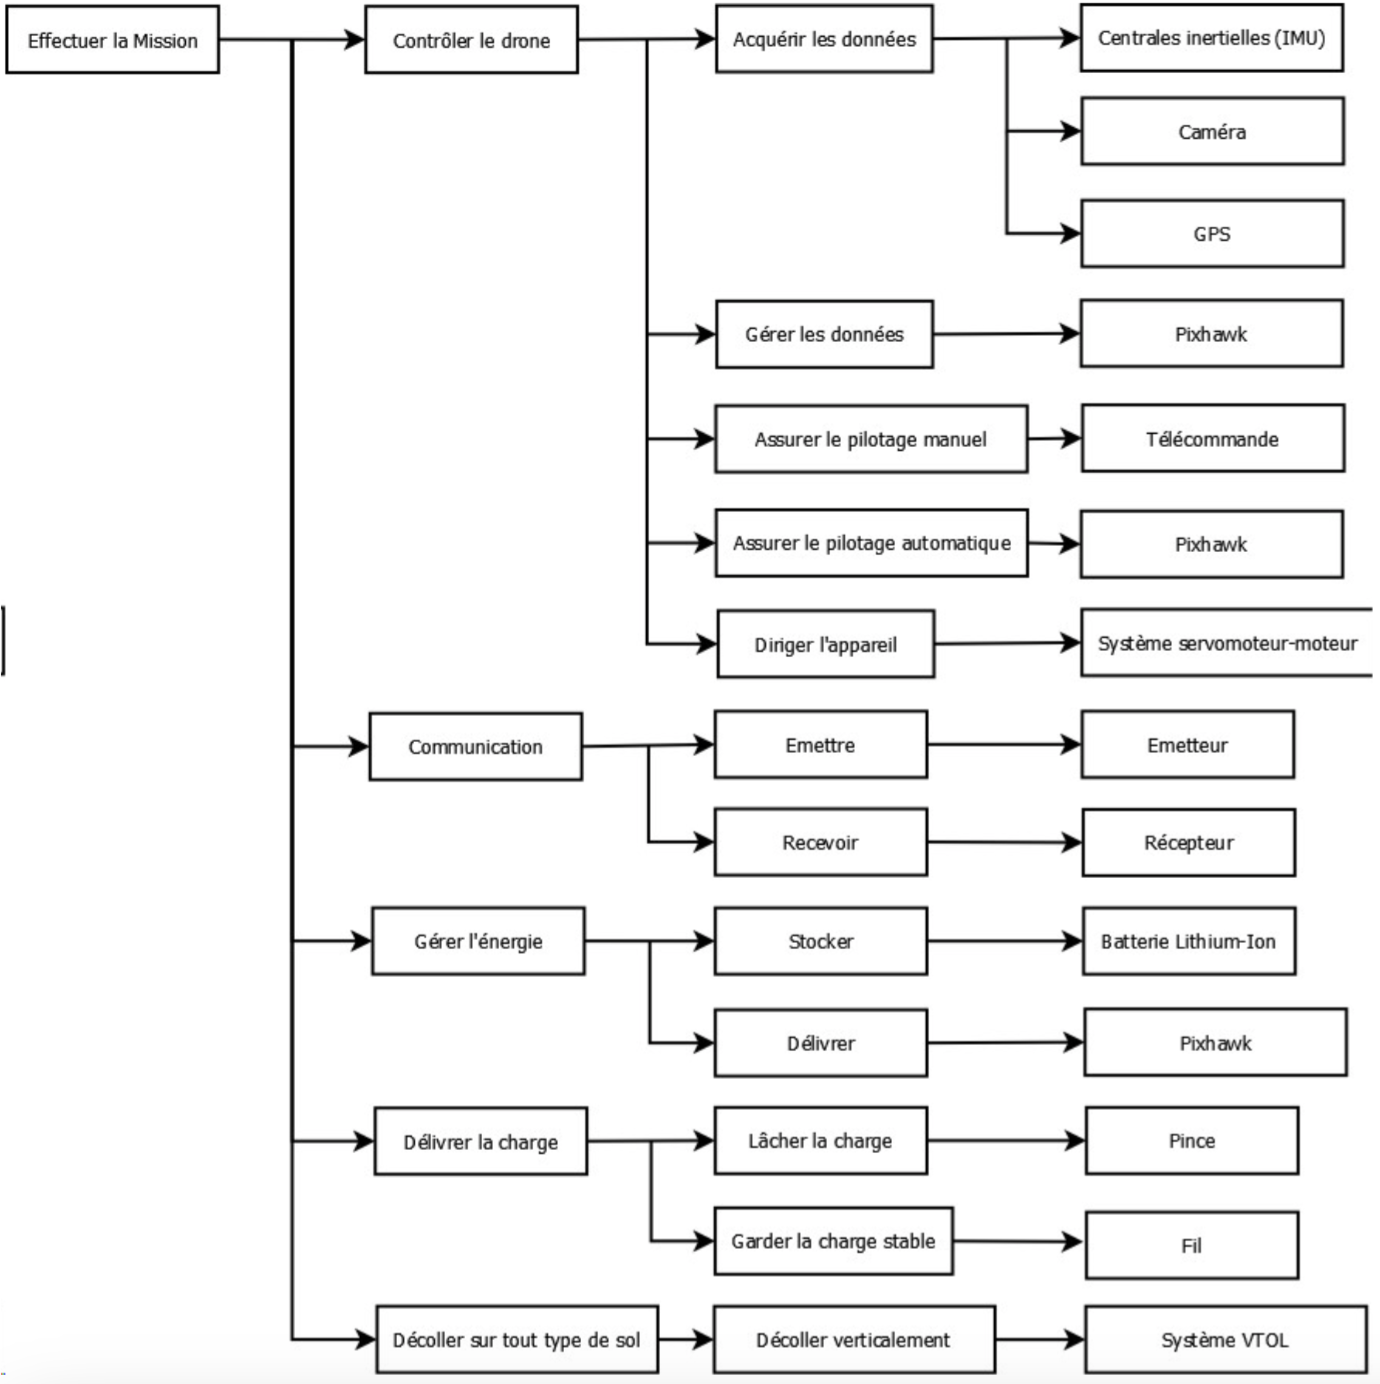 Effectuer la Mission
Contrôler le drone
Acquérir les données
Centrales inertielles (IMU)
Caméra
GPS
Gérer les données
Pixhawk
Assurer le pilotage manuel
Télécommande
Assurer le pilotage automatique
Pixhawk
Diriger l'appareil
Système servomoteur-moteur
Communication
Emettre
Emetteur
Recevoir
Récepteur
Gérer l'énergie
Stocker
Batterie Lithium-Ion
Délivrer
Pixhawk
Délivrer la charge
Lâcher la charge
Pince
Garder la charge stable
Fil
Décoller sur tout type de sol
Décoller verticalement
Système VTOL